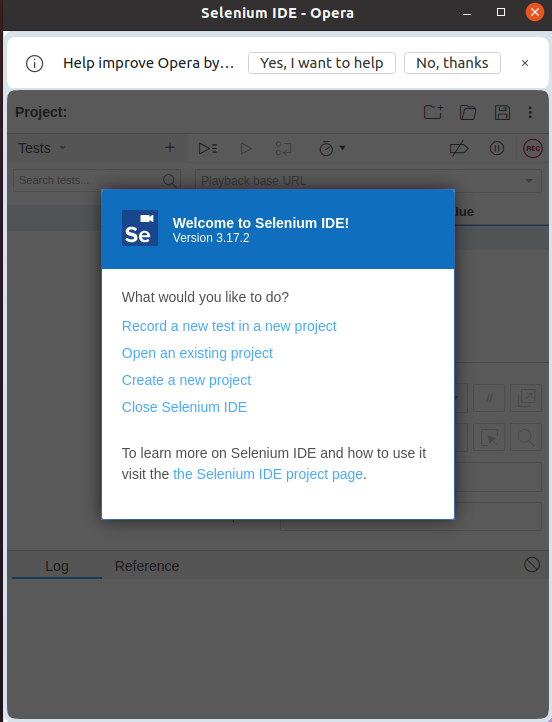 Selenium IDE - Opera
Help improve Opera by… Yes, I want to help No, thanks
Project:
Tests REC
Search tests... Playback base URL
Se Welcome to Selenium IDE!
Version 3.17.2
What would you like to do?
Record a new test in a new project
Open an existing project
Create a new project
Close Selenium IDE
//
To learn more on Selenium IDE and how to use it
visit the the Selenium IDE project page.
Log Reference